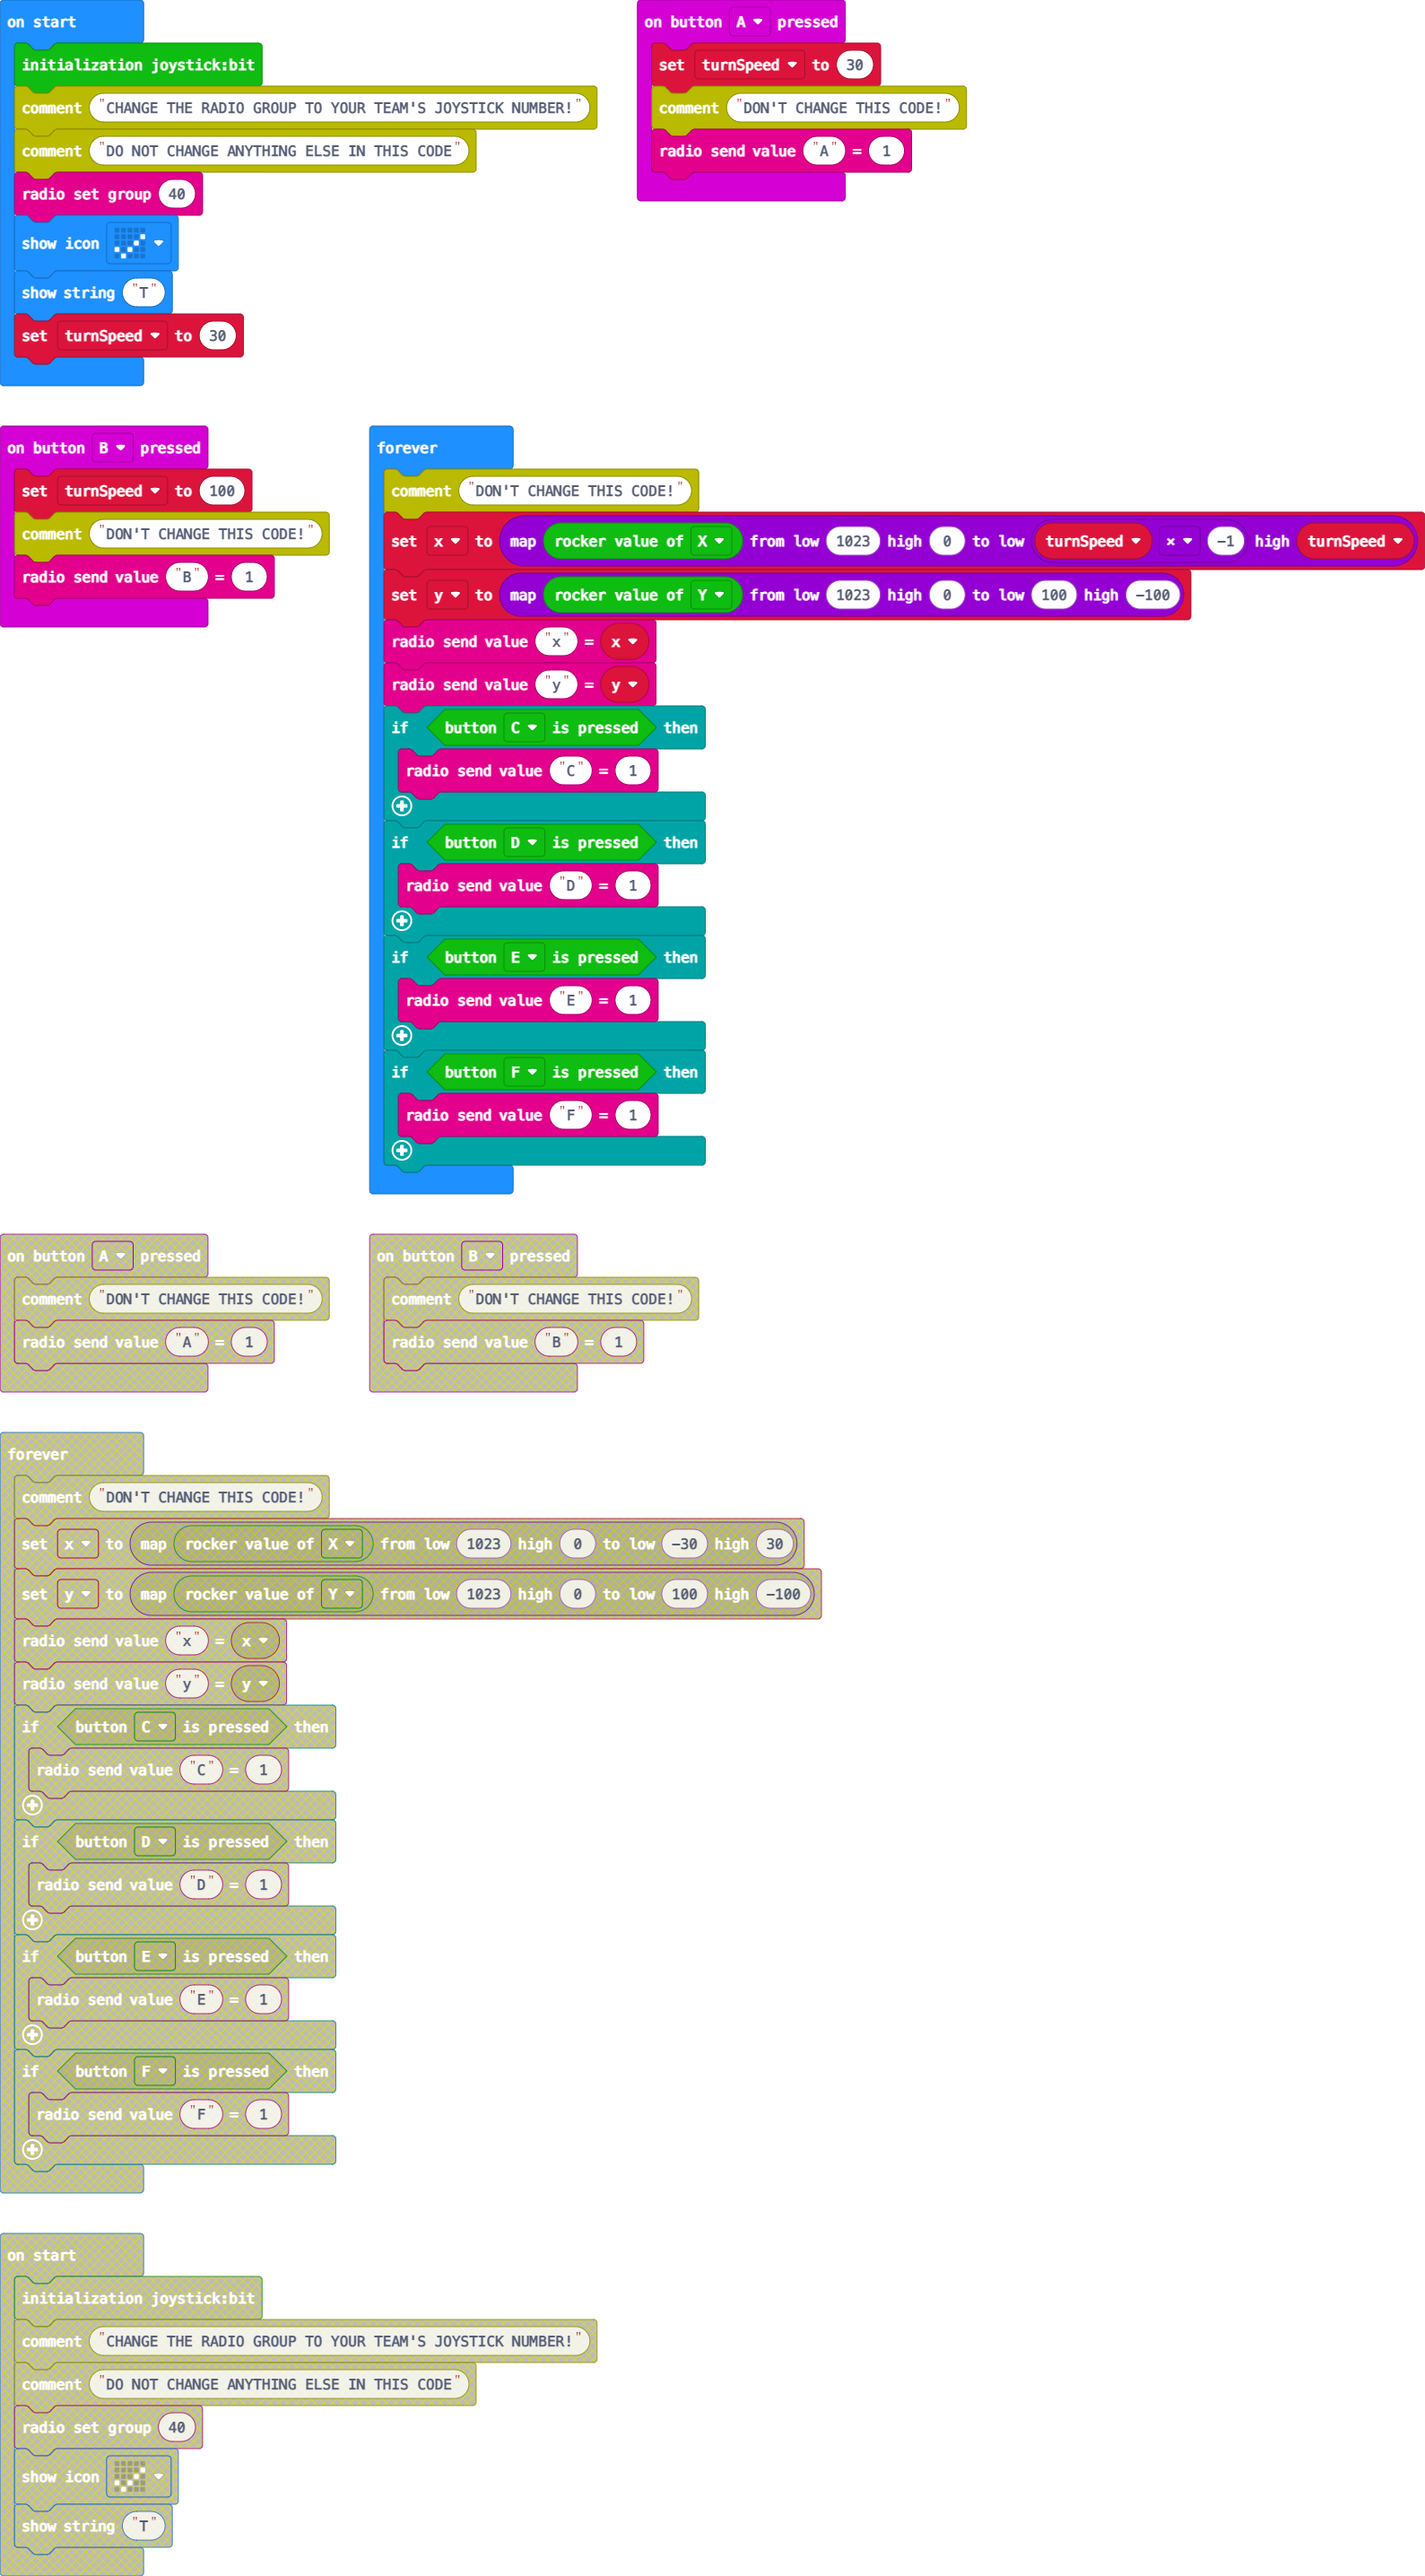 on start
initialization joystick:bit
comment "CHANGE THE RADIO GROUP TO YOUR TEAM'S JOYSTICK NUMBER!"
comment "DO NOT CHANGE ANYTHING ELSE IN THIS CODE"
radio set group 40
show icon
show string "T"
set turnSpeed to 30
on button A pressed
set turnSpeed to 30
comment "DON'T CHANGE THIS CODE!"
radio send value "A" = 1
on button B pressed
set turnSpeed to 100
comment "DON'T CHANGE THIS CODE!"
radio send value "B" = 1
forever
comment "DON'T CHANGE THIS CODE!"
set x to map rocker value of X from low 1023 high 0 to low turnSpeed × -1 high turnSpeed
set y to map rocker value of Y from low 1023 high 0 to low 100 high -100
radio send value "x" = x
radio send value "y" = y
if button C is pressed then
radio send value "C" = 1
if button D is pressed then
radio send value "D" = 1
if button E is pressed then
radio send value "E" = 1
if button F is pressed then
radio send value "F" = 1
on button A pressed
comment "DON'T CHANGE THIS CODE!"
radio send value "A" = 1
on button B pressed
comment "DON'T CHANGE THIS CODE!"
radio send value "B" = 1
forever
comment "DON'T CHANGE THIS CODE!"
set x to map rocker value of X from low 1023 high 0 to low -30 high 30
set y to map rocker value of Y from low 1023 high 0 to low 100 high -100
radio send value "x" = x
radio send value "y" = y
if button C is pressed then
radio send value "C" = 1
if button D is pressed then
radio send value "D" = 1
if button E is pressed then
radio send value "E" = 1
if button F is pressed then
radio send value "F" = 1
on start
initialization joystick:bit
comment "CHANGE THE RADIO GROUP TO YOUR TEAM'S JOYSTICK NUMBER!"
comment "DO NOT CHANGE ANYTHING ELSE IN THIS CODE"
radio set group 40
show icon
show string "T"